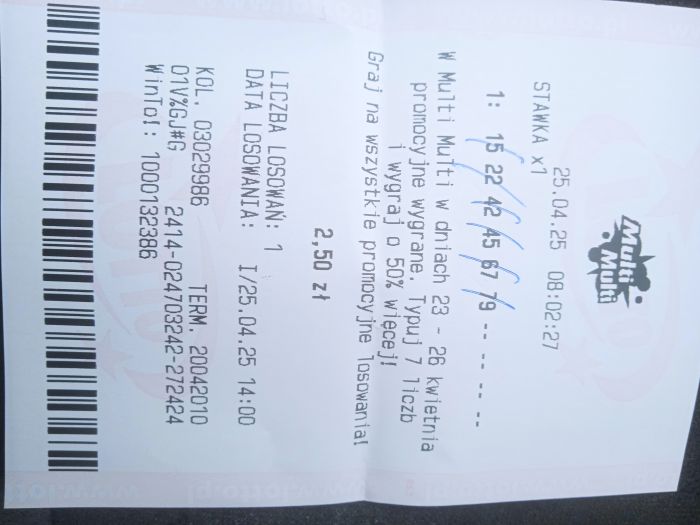 Multi
Multi
25.04.25 08:02:27
STAWKA x1
1: 15 22 42 45 67 79 -- -- -- --
W Multi Multi w dniach 23 - 26 kwietnia
promocyjne wygrane. Typuj 7 liczb
i wygraj o 50% więcej!
Graj na wszystkie promocyjne losowania!
2,50 zł
LICZBA LOSOWAŃ: 1
DATA LOSOWANIA: I/25.04.25 14:00
KOL. 03029986 TERM. 20042010
01V%GJ#G 2414-024703242-272424
WinTo!: 1000132386